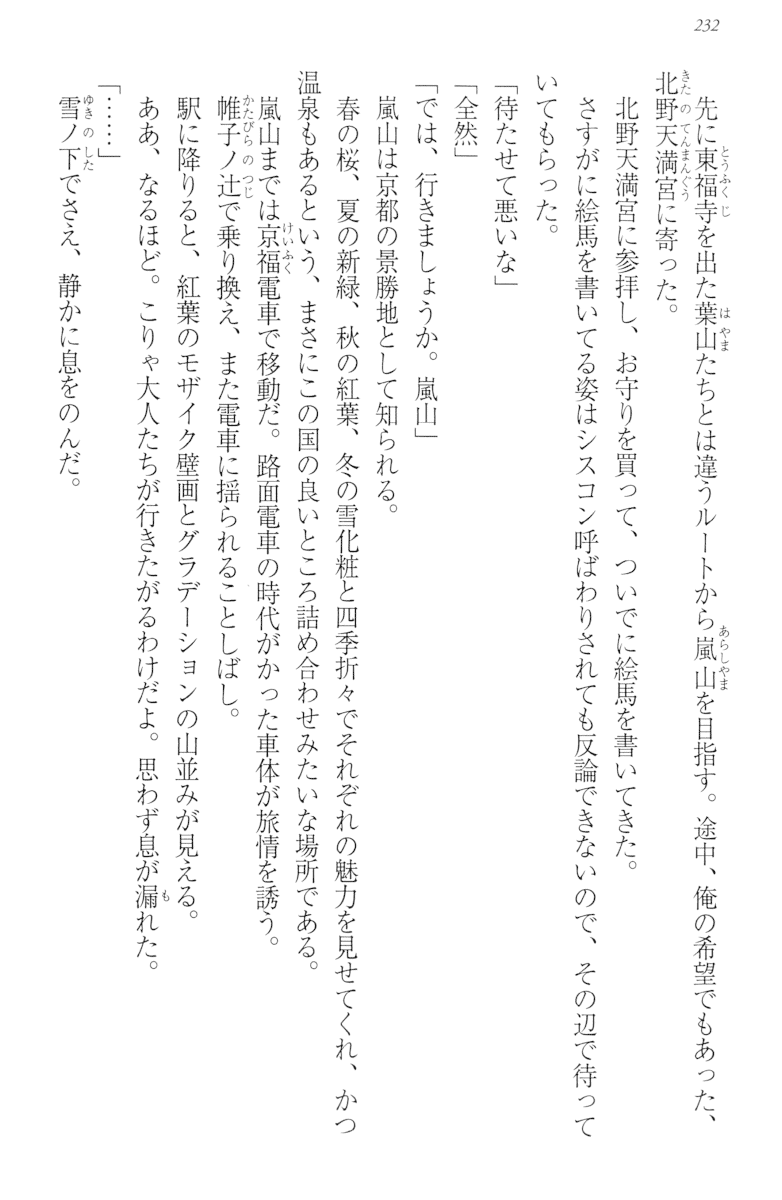 232
先に東福寺を出た葉山たちとは違うルートから嵐山を目指す。途中、俺の希望でもあった、
北野天満宮に寄った。
北野天満宮に参拝し、お守りを買って、ついでに絵馬を書いてきた。
さすがに絵馬を書いてる姿はシスコン呼ばわりされても反論できないので、その辺で待って
いてもらった。
「待たせて悪いな」
「全然」
「では、行きましょうか。嵐山」
嵐山は京都の景勝地として知られる。
春の桜、夏の新緑、秋の紅葉、冬の雪化粧と四季折々でそれぞれの魅力を見せてくれ、かつ
温泉もあるという、まさにこの国の良いところ詰め合わせみたいな場所である。
嵐山までは京福電車で移動だ。路面電車の時代がかった車体が旅情を誘う。
帷子ノ辻で乗り換え、また電車に揺られることしばし。
駅に降りると、紅葉のモザイク壁画とグラデーションの山並みが見える。
ああ、なるほど。こりゃ大人たちが行きたがるわけだよ。思わず息が漏れた。
「……」
雪ノ下でさえ、静かに息をのんだ。